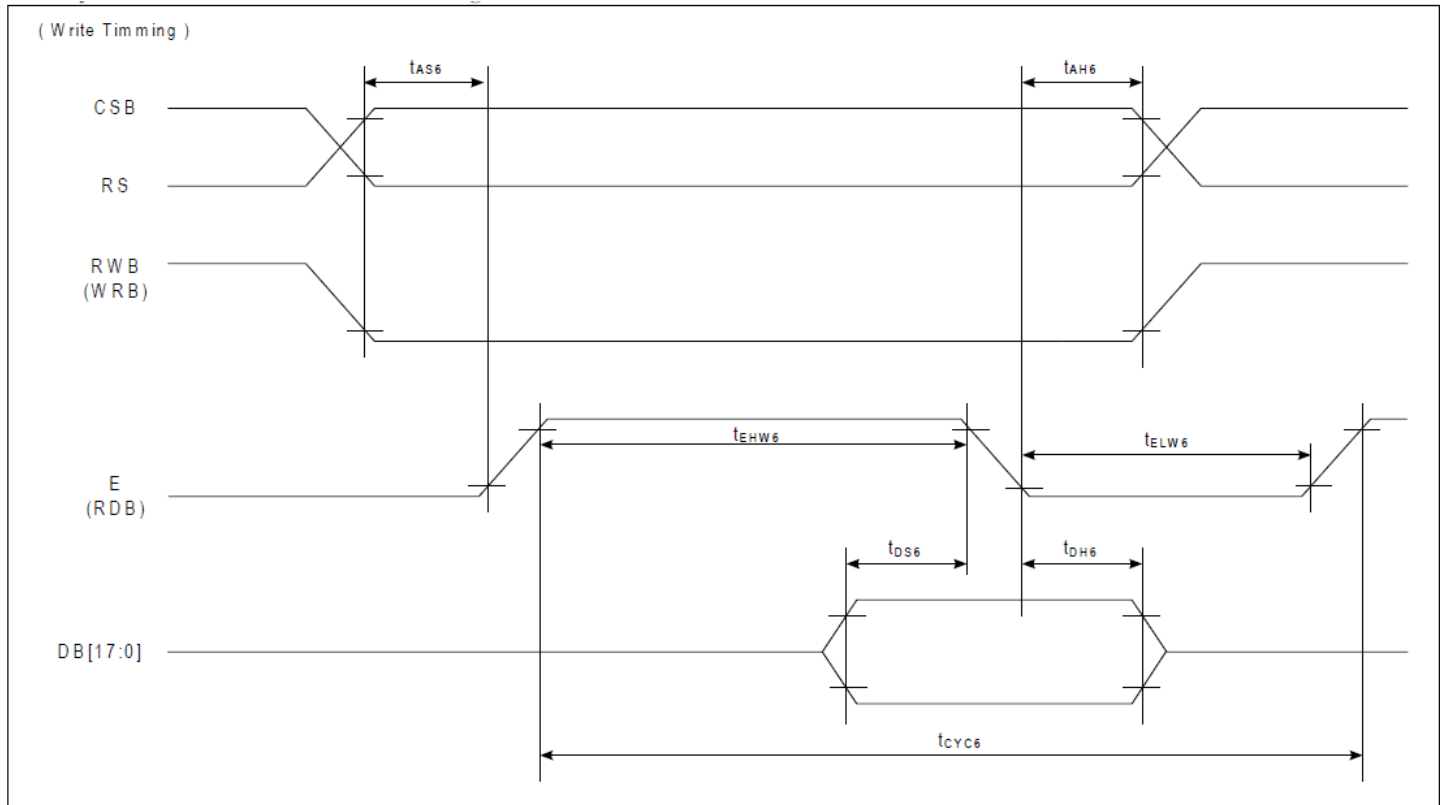 ( Write Timming )
tAS6
tAH6
CSB
RS
RWB
(WRB)
tEHW6
tELW6
E
(RDB)
tDS6
tDH6
DB[17:0]
tCYC6